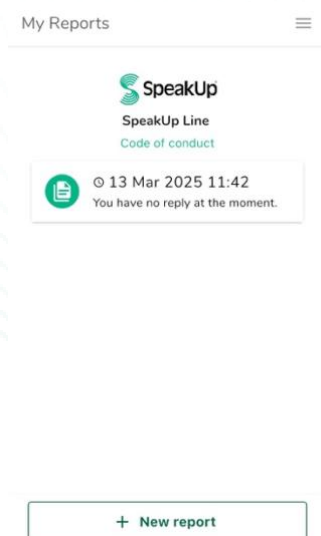 My Reports
SpeakUp
SpeakUp Line
Code of conduct
13 Mar 2025 11:42
You have no reply at the moment.
+ New report